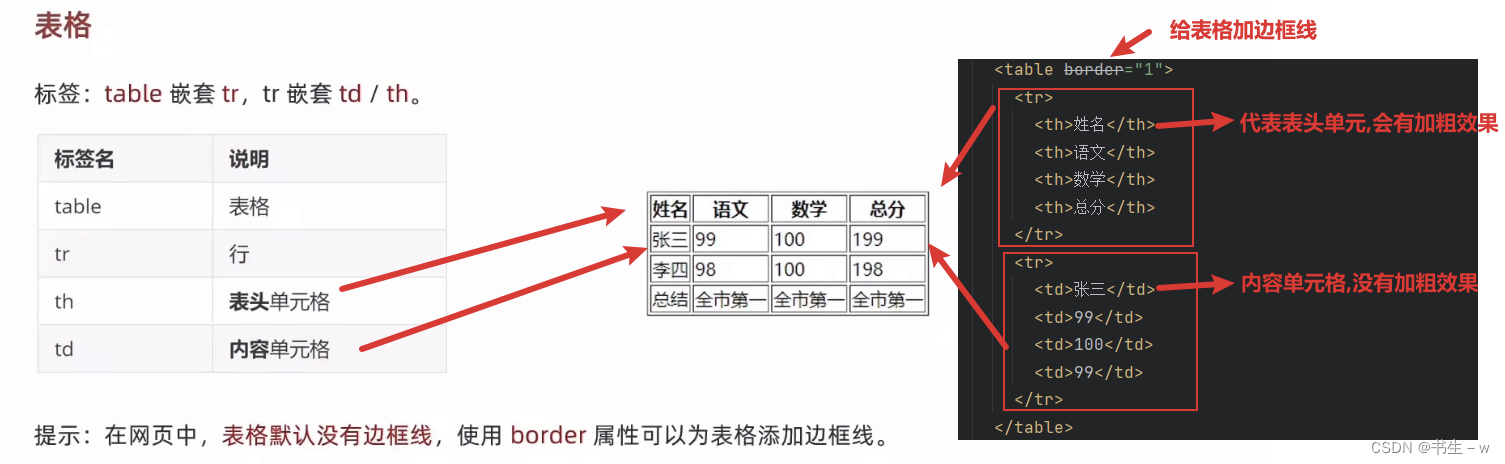 表格
标签：table 嵌套 tr，tr 嵌套 td / th。
标签名 说明
table 表格
tr 行
th 表头单元格
td 内容单元格
提示：在网页中，表格默认没有边框线，使用 border 属性可以为表格添加边框线。
姓名 语文 数学 总分
张三 99 100 199
李四 98 100 198
总结 全市第一 全市第一 全市第一
给表格加边框线
<table border="1">
<tr>
<th>姓名</th>
<th>语文</th>
<th>数学</th>
<th>总分</th>
</tr>
<tr>
<td>张三</td>
<td>99</td>
<td>100</td>
<td>99</td>
</tr>
</table>
代表表头单元,会有加粗效果
内容单元格,没有加粗效果
CSDN @书生－w